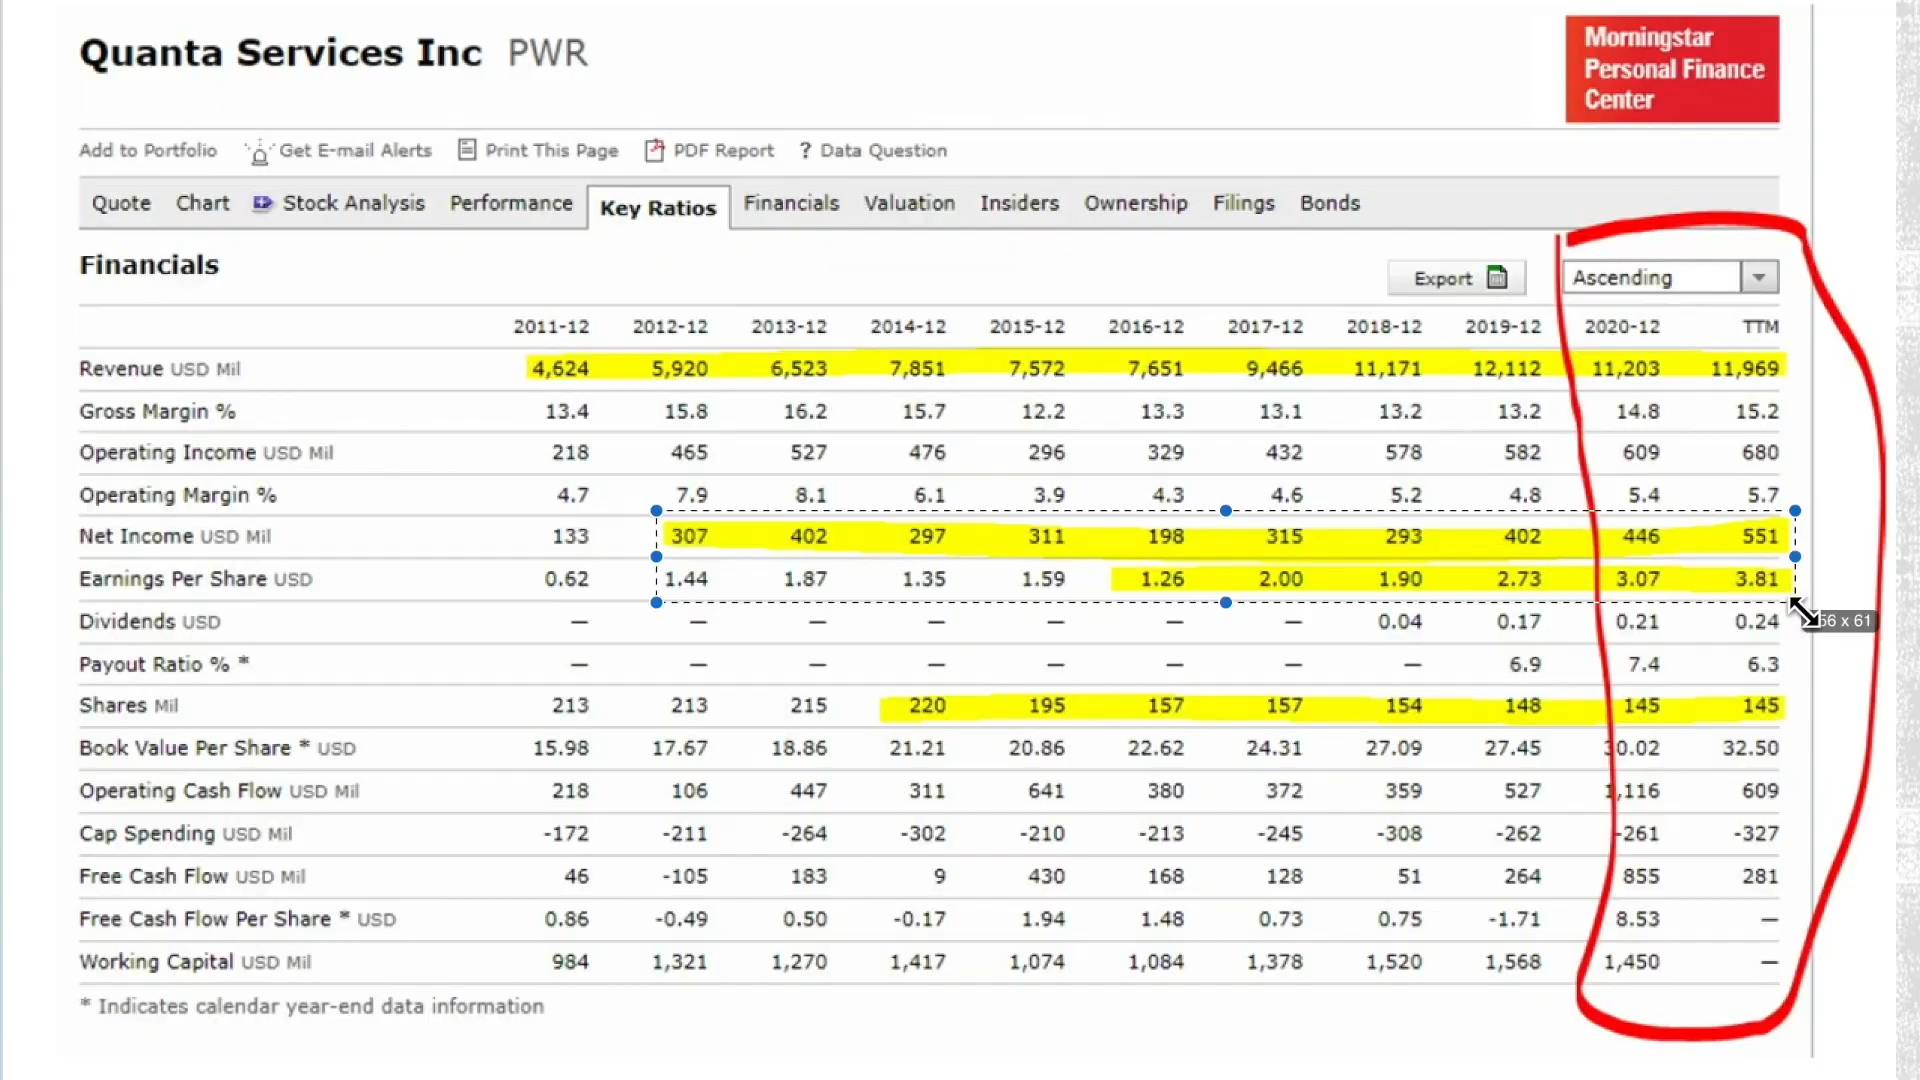 Quanta Services Inc PWR
Morningstar
Personal Finance
Center
Add to Portfolio Get E-mail Alerts Print This Page PDF Report ? Data Question
Quote Chart Stock Analysis Performance Key Ratios Financials Valuation Insiders Ownership Filings Bonds
Financials
Export Ascending
2011-12 2012-12 2013-12 2014-12 2015-12 2016-12 2017-12 2018-12 2019-12 2020-12 TTM
Revenue USD Mil 4,624 5,920 6,523 7,851 7,572 7,651 9,466 11,171 12,112 11,203 11,969
Gross Margin % 13.4 15.8 16.2 15.7 12.2 13.3 13.1 13.2 13.2 14.8 15.2
Operating Income USD Mil 218 465 527 476 296 329 432 578 582 609 680
Operating Margin % 4.7 7.9 8.1 6.1 3.9 4.3 4.6 5.2 4.8 5.4 5.7
Net Income USD Mil 133 307 402 297 311 198 315 293 402 446 551
Earnings Per Share USD 0.62 1.44 1.87 1.35 1.59 1.26 2.00 1.90 2.73 3.07 3.81
Dividends USD — — — — — — — 0.04 0.17 0.21 0.24
Payout Ratio % * — — — — — — — — 6.9 7.4 6.3
Shares Mil 213 213 215 220 195 157 157 154 148 145 145
Book Value Per Share * USD 15.98 17.67 18.86 21.21 20.86 22.62 24.31 27.09 27.45 30.02 32.50
Operating Cash Flow USD Mil 218 106 447 311 641 380 372 359 527 1,116 609
Cap Spending USD Mil -172 -211 -264 -302 -210 -213 -245 -308 -262 -261 -327
Free Cash Flow USD Mil 46 -105 183 9 430 168 128 51 264 855 281
Free Cash Flow Per Share * USD 0.86 -0.49 0.50 -0.17 1.94 1.48 0.73 0.75 -1.71 8.53 —
Working Capital USD Mil 984 1,321 1,270 1,417 1,074 1,084 1,378 1,520 1,568 1,450 —
* Indicates calendar year-end data information